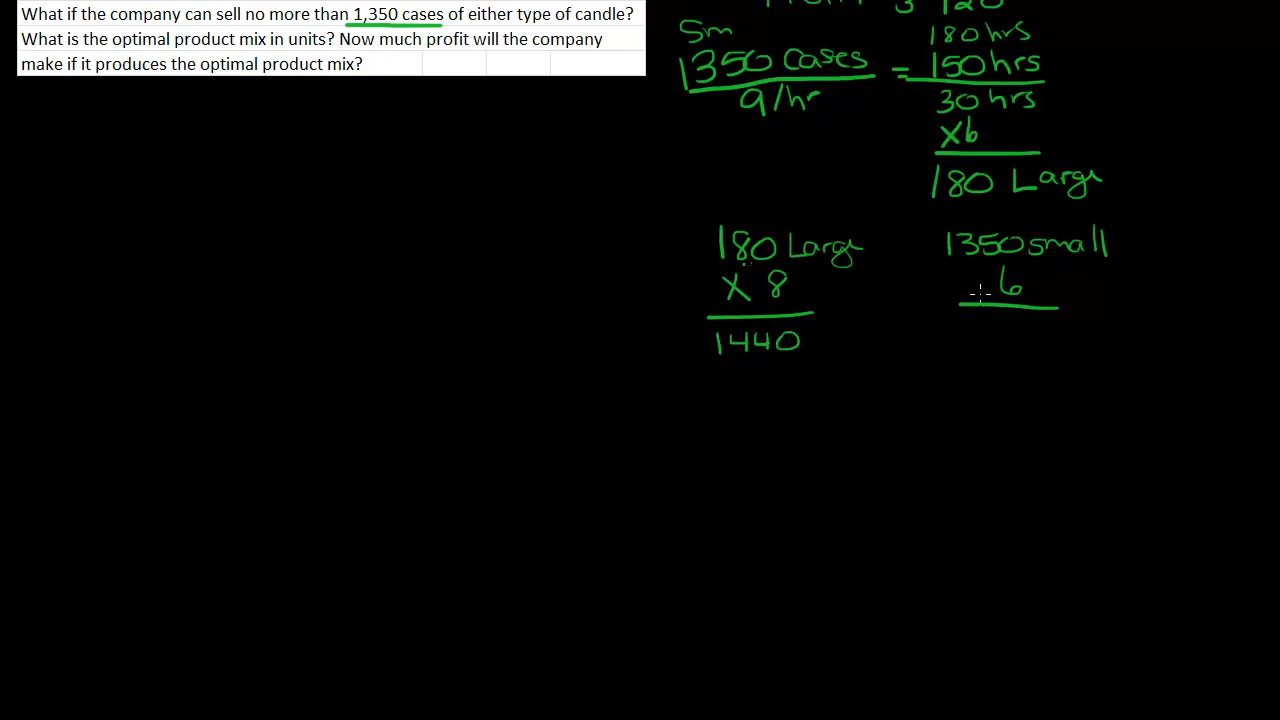 What if the company can sell no more than 1,350 cases of either type of candle?
What is the optimal product mix in units? Now much profit will the company
make if it produces the optimal product mix?
Sm
1350 cases
9/hr
=
180 hrs
150 hrs
30 hrs
X6
180 Large
180 Large
X 8
1440
1350 small
6